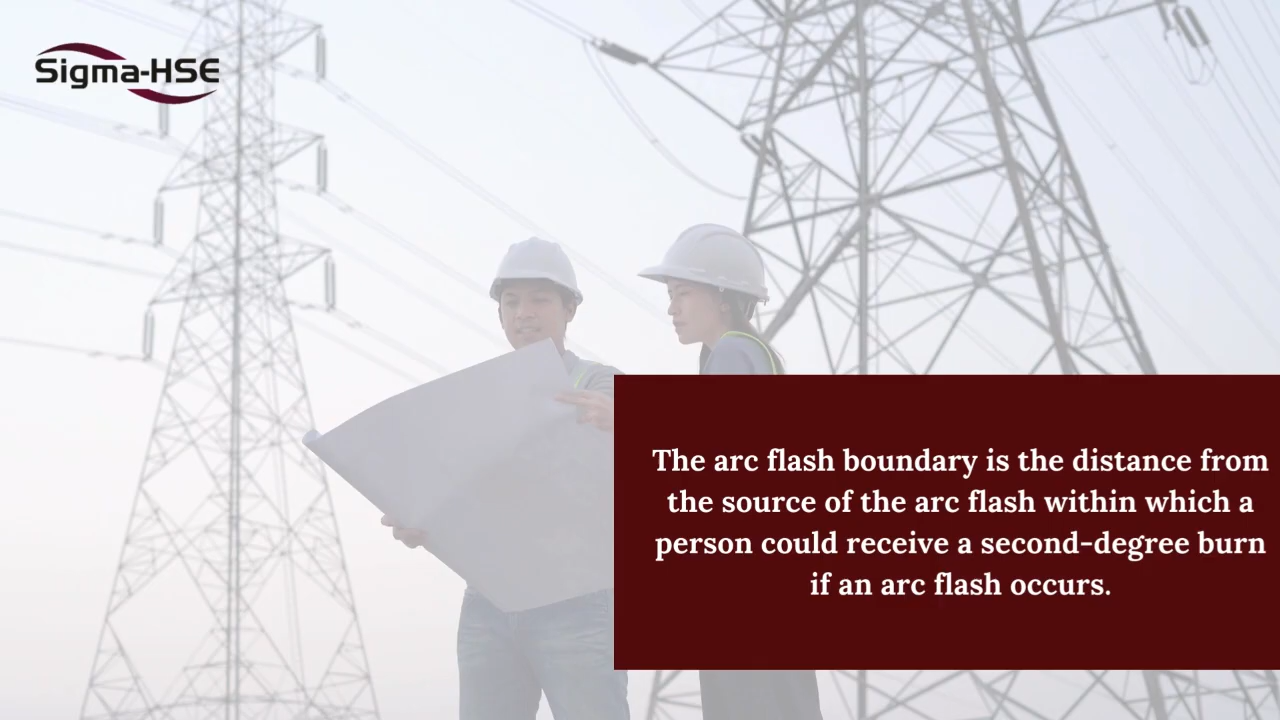 Sigma-HSE
The arc flash boundary is the distance from
the source of the arc flash within which a
person could receive a second-degree burn
if an arc flash occurs.